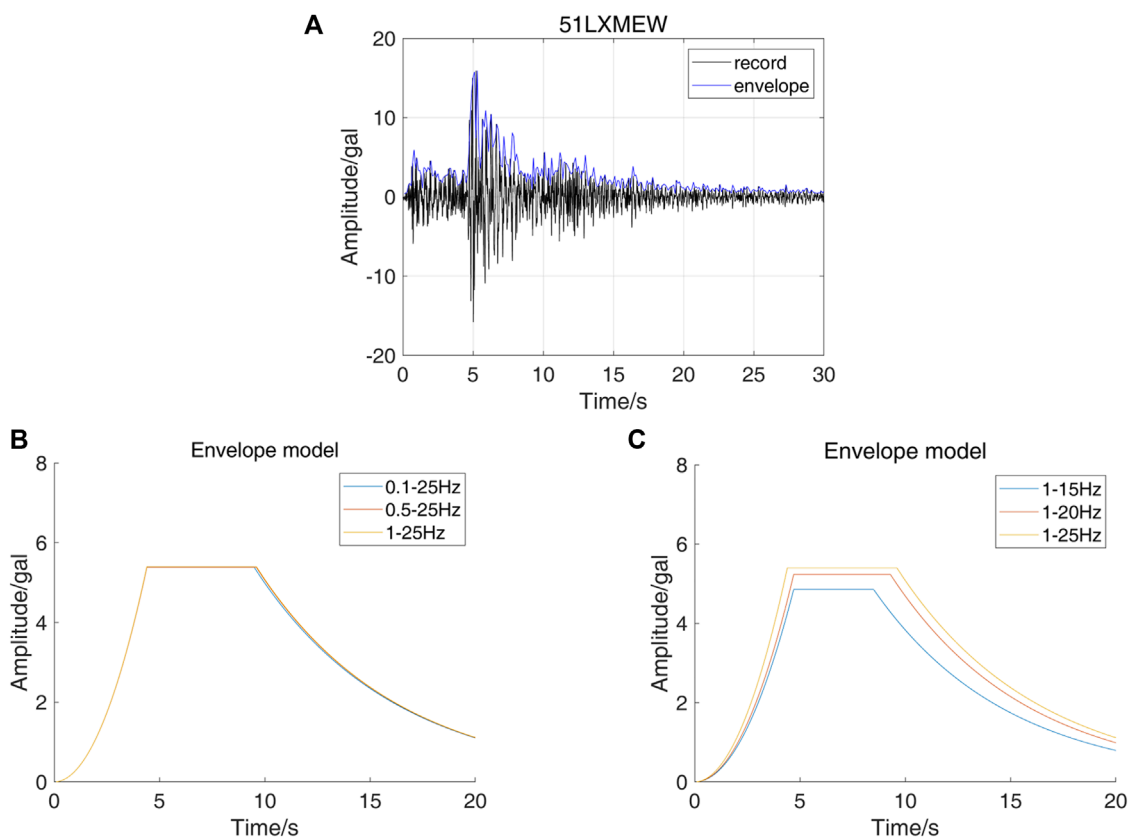 A
51LXMEW
20
10
0
-10
-20
Amplitude/gal
record
envelope
0 5 10 15 20 25 30
Time/s
B
Envelope model
8
6
4
2
0
Amplitude/gal
0.1-25Hz
0.5-25Hz
1-25Hz
0 5 10 15 20
Time/s
C
Envelope model
8
6
4
2
0
Amplitude/gal
1-15Hz
1-20Hz
1-25Hz
0 5 10 15 20
Time/s